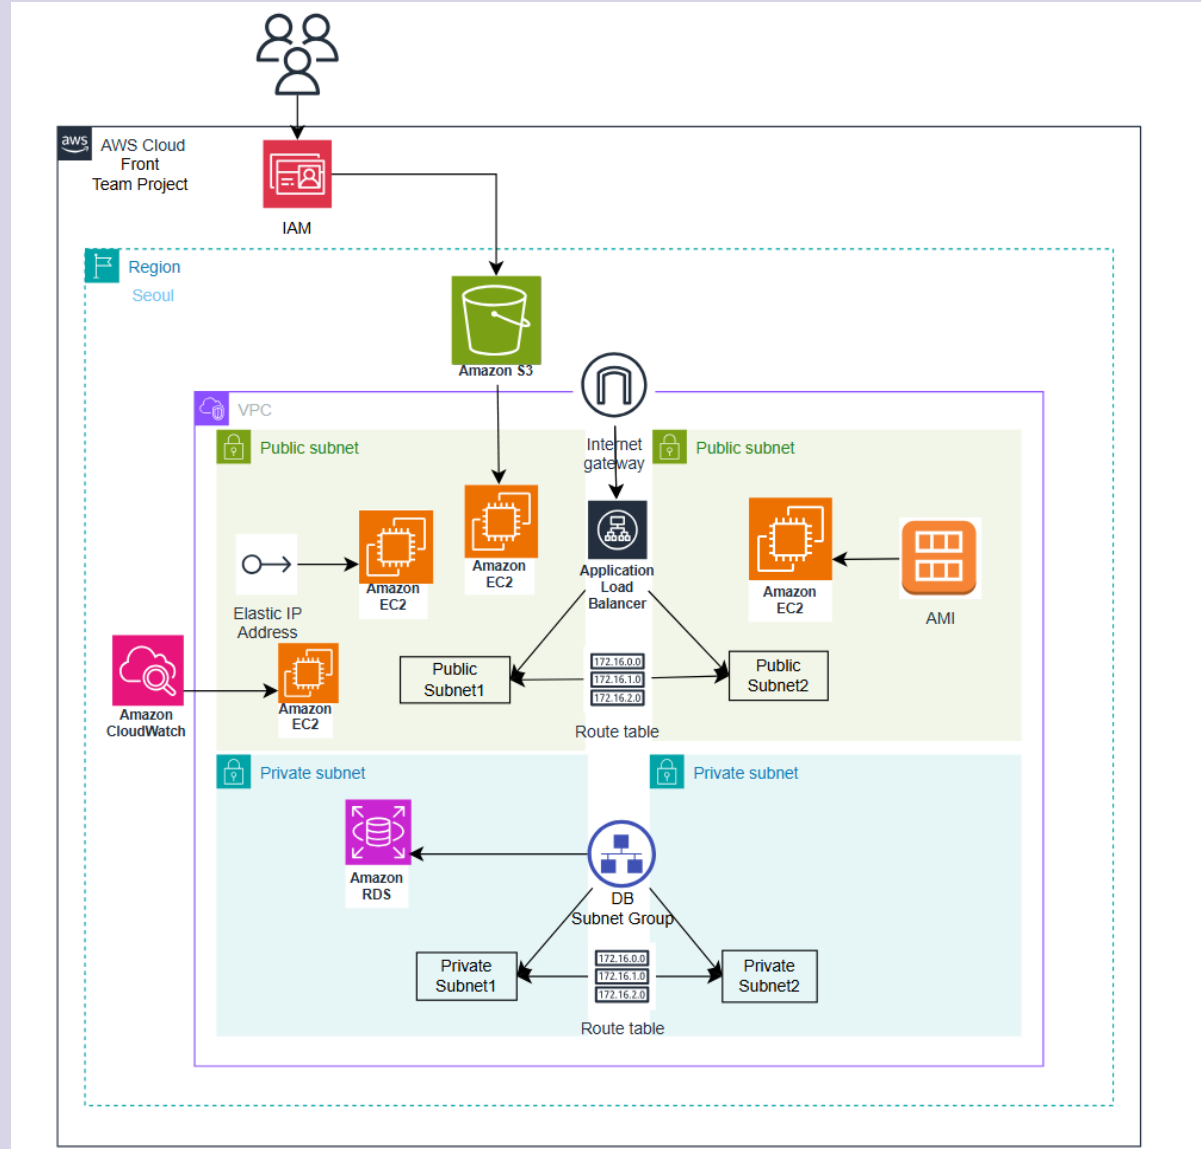 aws
AWS Cloud
Front
Team Project
IAM
Region
Seoul
Amazon S3
VPC
Public subnet
Internet
gateway
Public subnet
Amazon
EC2
Amazon
EC2
Application
Load
Balancer
Amazon
EC2
AMI
Elastic IP
Address
Amazon
CloudWatch
Amazon
EC2
Public
Subnet1
172.16.0.0
172.16.1.0
172.16.2.0
Route table
Public
Subnet2
Private subnet
Private subnet
Amazon
RDS
DB
Subnet Group
Private
Subnet1
172.16.0.0
172.16.1.0
172.16.2.0
Route table
Private
Subnet2